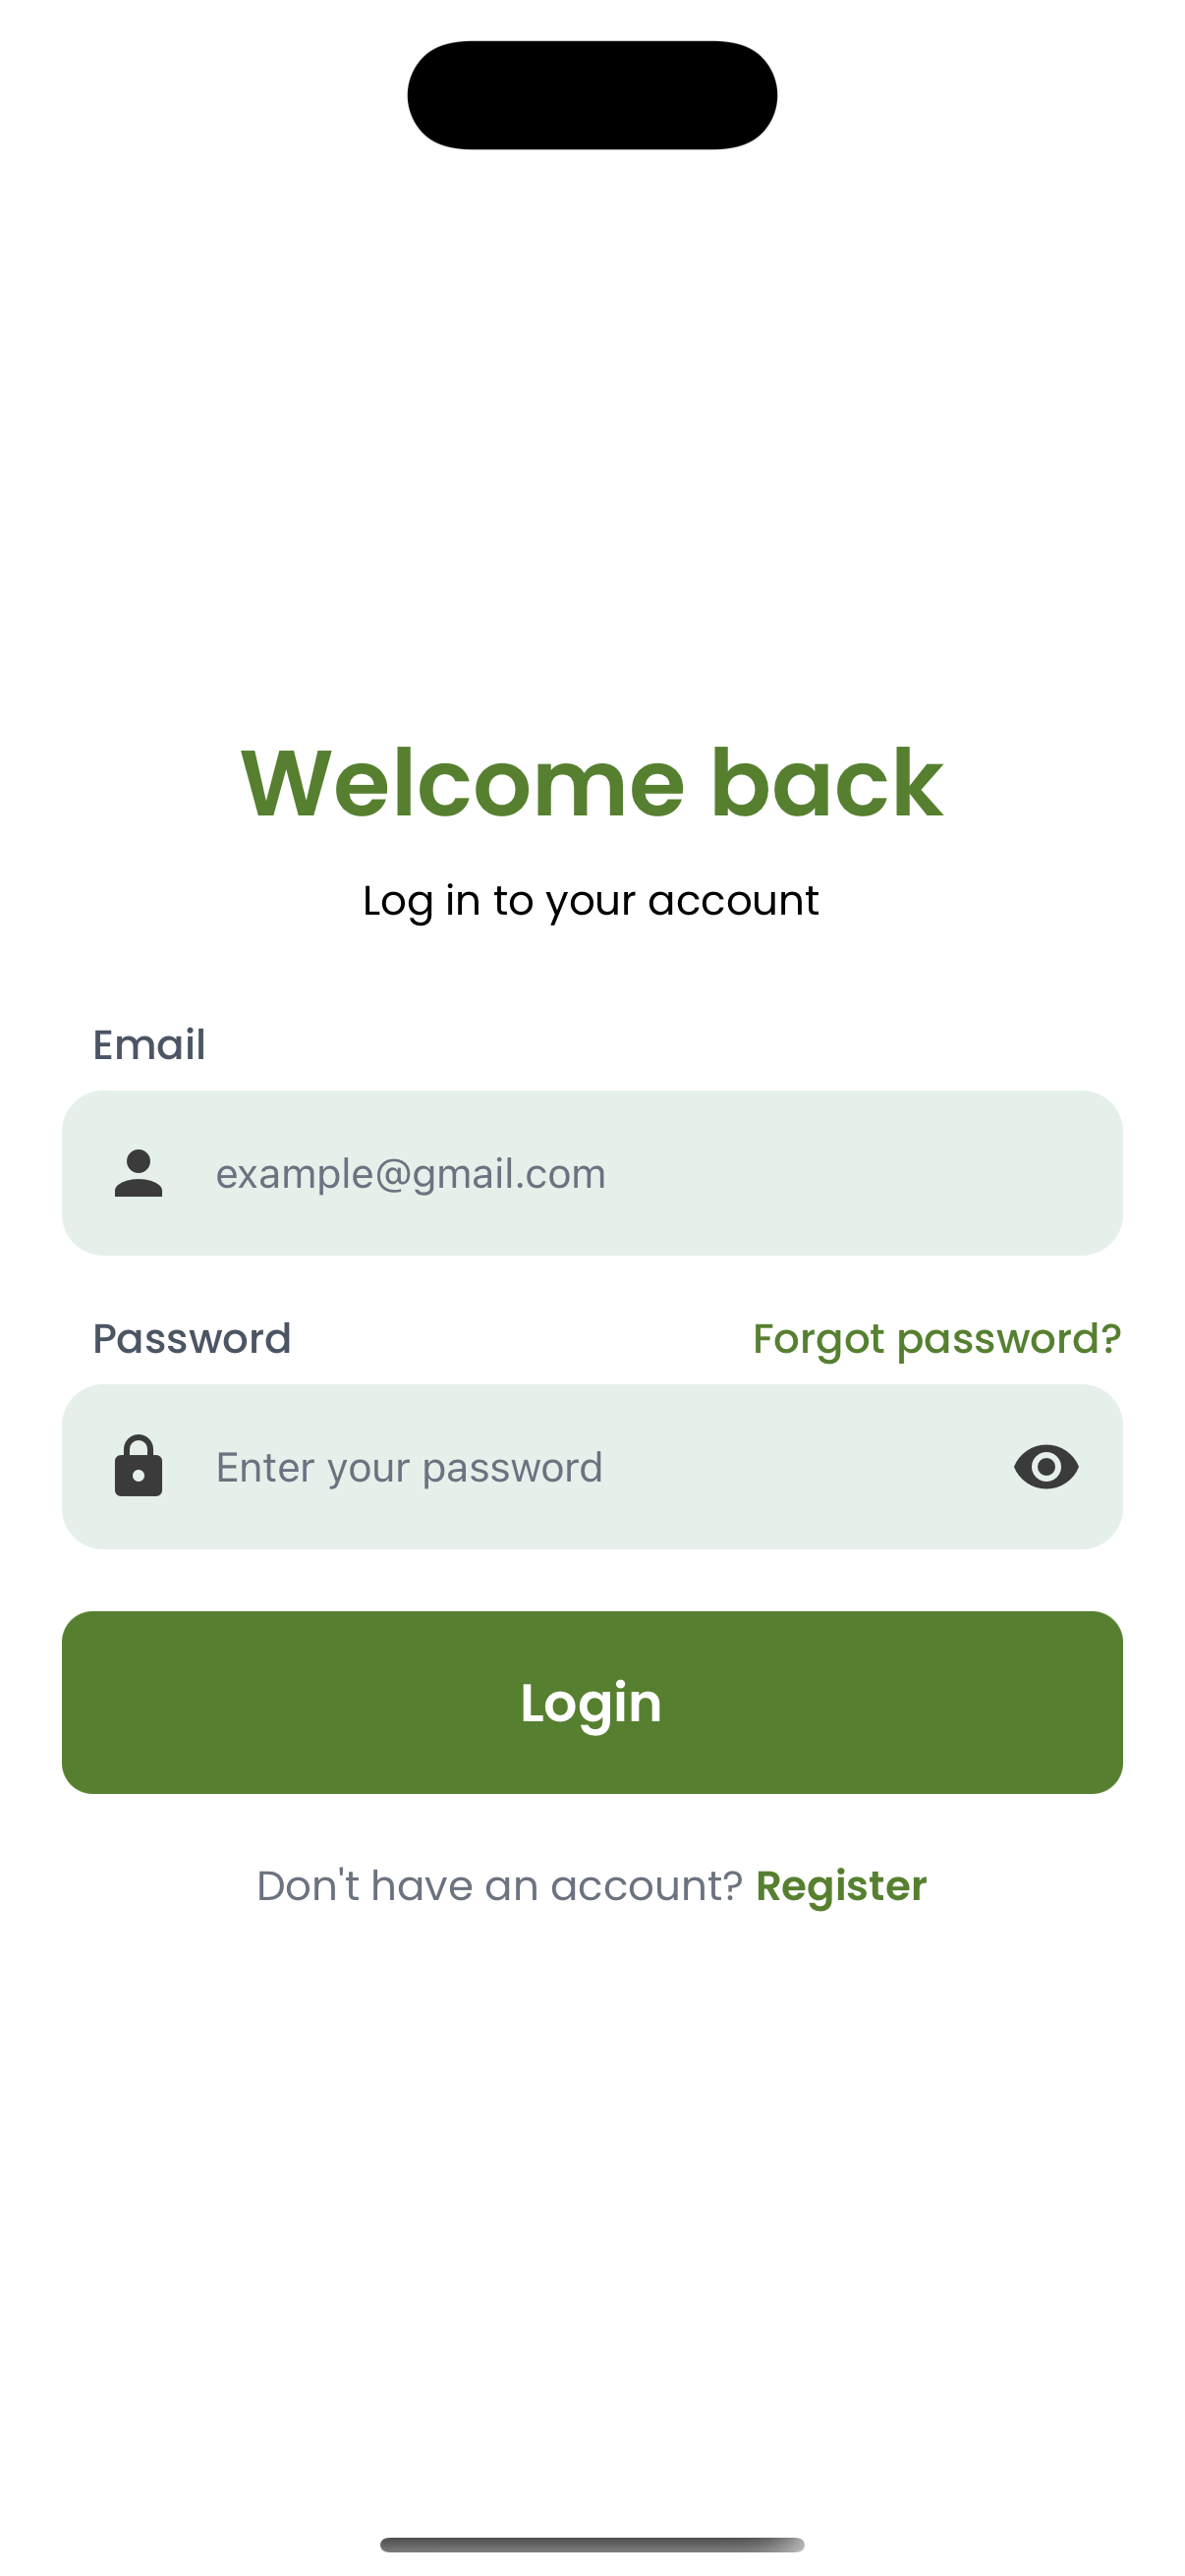 Welcome back
Log in to your account
Email
example@gmail.com
Password Forgot password?
Enter your password
Login
Don't have an account? Register